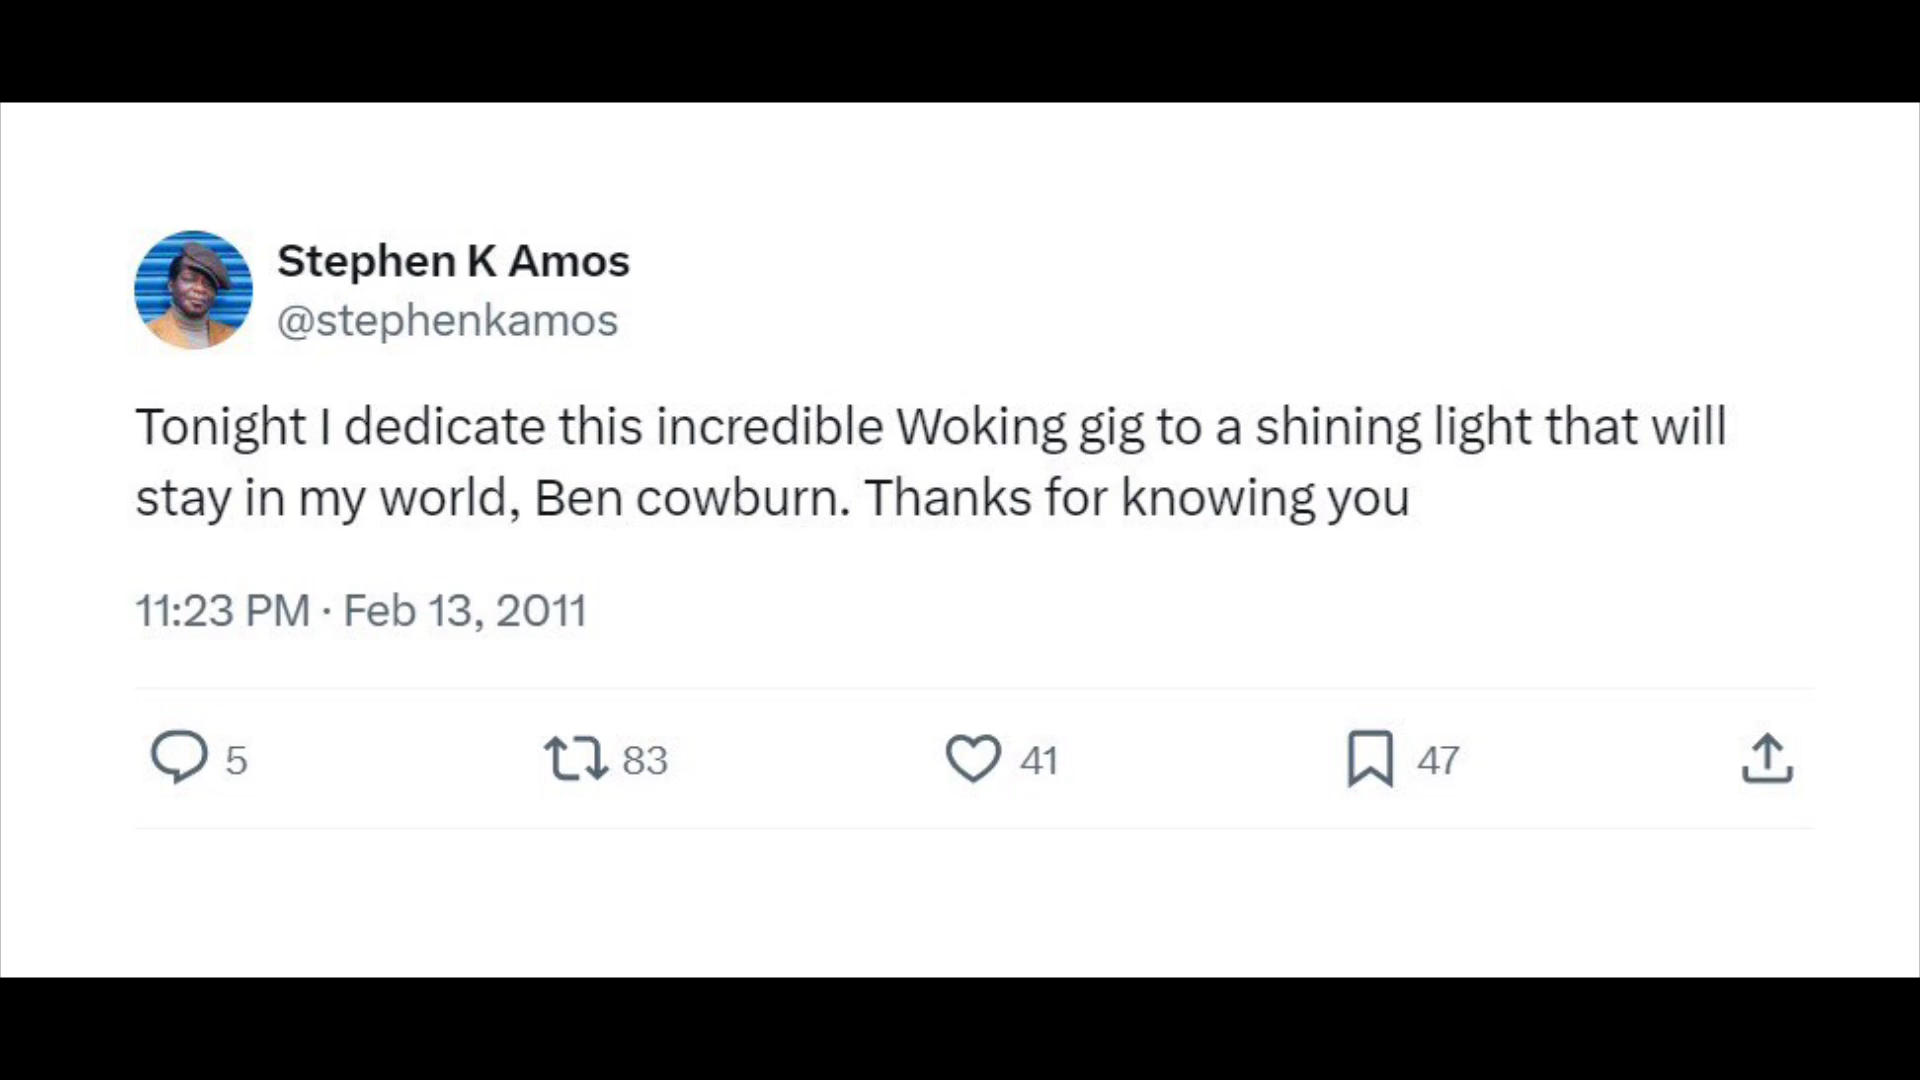 Stephen K Amos
@stephenkamos
Tonight I dedicate this incredible Woking gig to a shining light that will
stay in my world, Ben cowburn. Thanks for knowing you
11:23 PM · Feb 13, 2011
5 83 41 47